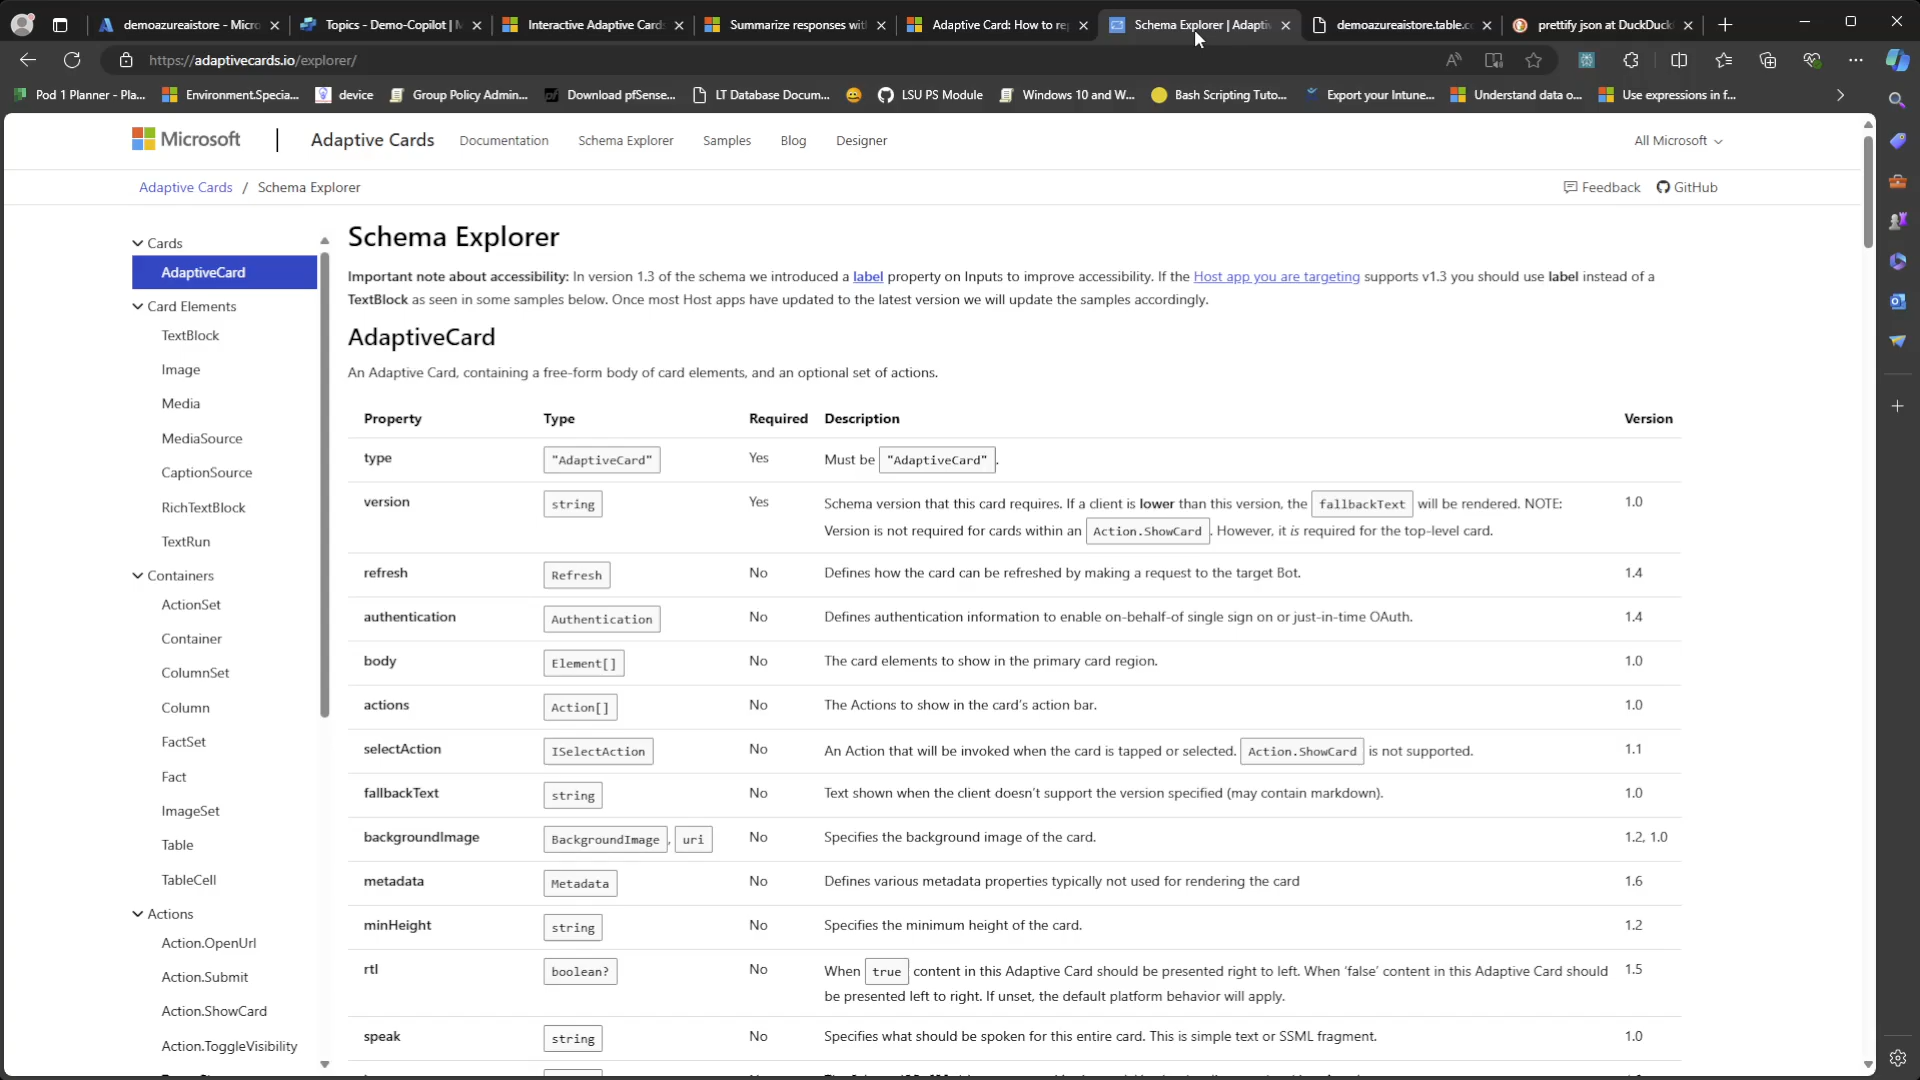 demoazureaistore - Micro
Topics - Demo-Copilot | M
Interactive Adaptive Cards
Summarize responses with
Adaptive Card: How to re
Schema Explorer | Adaptiv
demoazureaistore.table.co
prettify json at DuckDuck
https://adaptivecards.io/explorer/
Pod 1 Planner - Pla...
Environment.Specia...
device
Group Policy Admin...
Download pfSense...
LT Database Docum...
LSU PS Module
Windows 10 and W...
Bash Scripting Tuto...
Export your Intune...
Understand data o...
Use expressions in f...
Microsoft
Adaptive Cards
Documentation
Schema Explorer
Samples
Blog
Designer
All Microsoft
Adaptive Cards / Schema Explorer
Feedback
GitHub
Cards
AdaptiveCard
Card Elements
TextBlock
Image
Media
MediaSource
CaptionSource
RichTextBlock
TextRun
Containers
ActionSet
Container
ColumnSet
Column
FactSet
Fact
ImageSet
Table
TableCell
Actions
Action.OpenUrl
Action.Submit
Action.ShowCard
Action.ToggleVisibility
Schema Explorer
Important note about accessibility: In version 1.3 of the schema we introduced a label property on Inputs to improve accessibility. If the Host app you are targeting supports v1.3 you should use label instead of a
TextBlock as seen in some samples below. Once most Host apps have updated to the latest version we will update the samples accordingly.
AdaptiveCard
An Adaptive Card, containing a free-form body of card elements, and an optional set of actions.
Property Type Required Description Version
type "AdaptiveCard" Yes Must be "AdaptiveCard".
version string Yes Schema version that this card requires. If a client is lower than this version, the fallbackText will be rendered. NOTE: 1.0
Version is not required for cards within an Action.ShowCard. However, it is required for the top-level card.
refresh Refresh No Defines how the card can be refreshed by making a request to the target Bot. 1.4
authentication Authentication No Defines authentication information to enable on-behalf-of single sign on or just-in-time OAuth. 1.4
body Element[] No The card elements to show in the primary card region. 1.0
actions Action[] No The Actions to show in the card's action bar. 1.0
selectAction ISelectAction No An Action that will be invoked when the card is tapped or selected. Action.ShowCard is not supported. 1.1
fallbackText string No Text shown when the client doesn't support the version specified (may contain markdown). 1.0
backgroundImage BackgroundImage, uri No Specifies the background image of the card. 1.2, 1.0
metadata Metadata No Defines various metadata properties typically not used for rendering the card 1.6
minHeight string No Specifies the minimum height of the card. 1.2
rtl boolean? No When true content in this Adaptive Card should be presented right to left. When 'false' content in this Adaptive Card should 1.5
be presented left to right. If unset, the default platform behavior will apply.
speak string No Specifies what should be spoken for this entire card. This is simple text or SSML fragment. 1.0